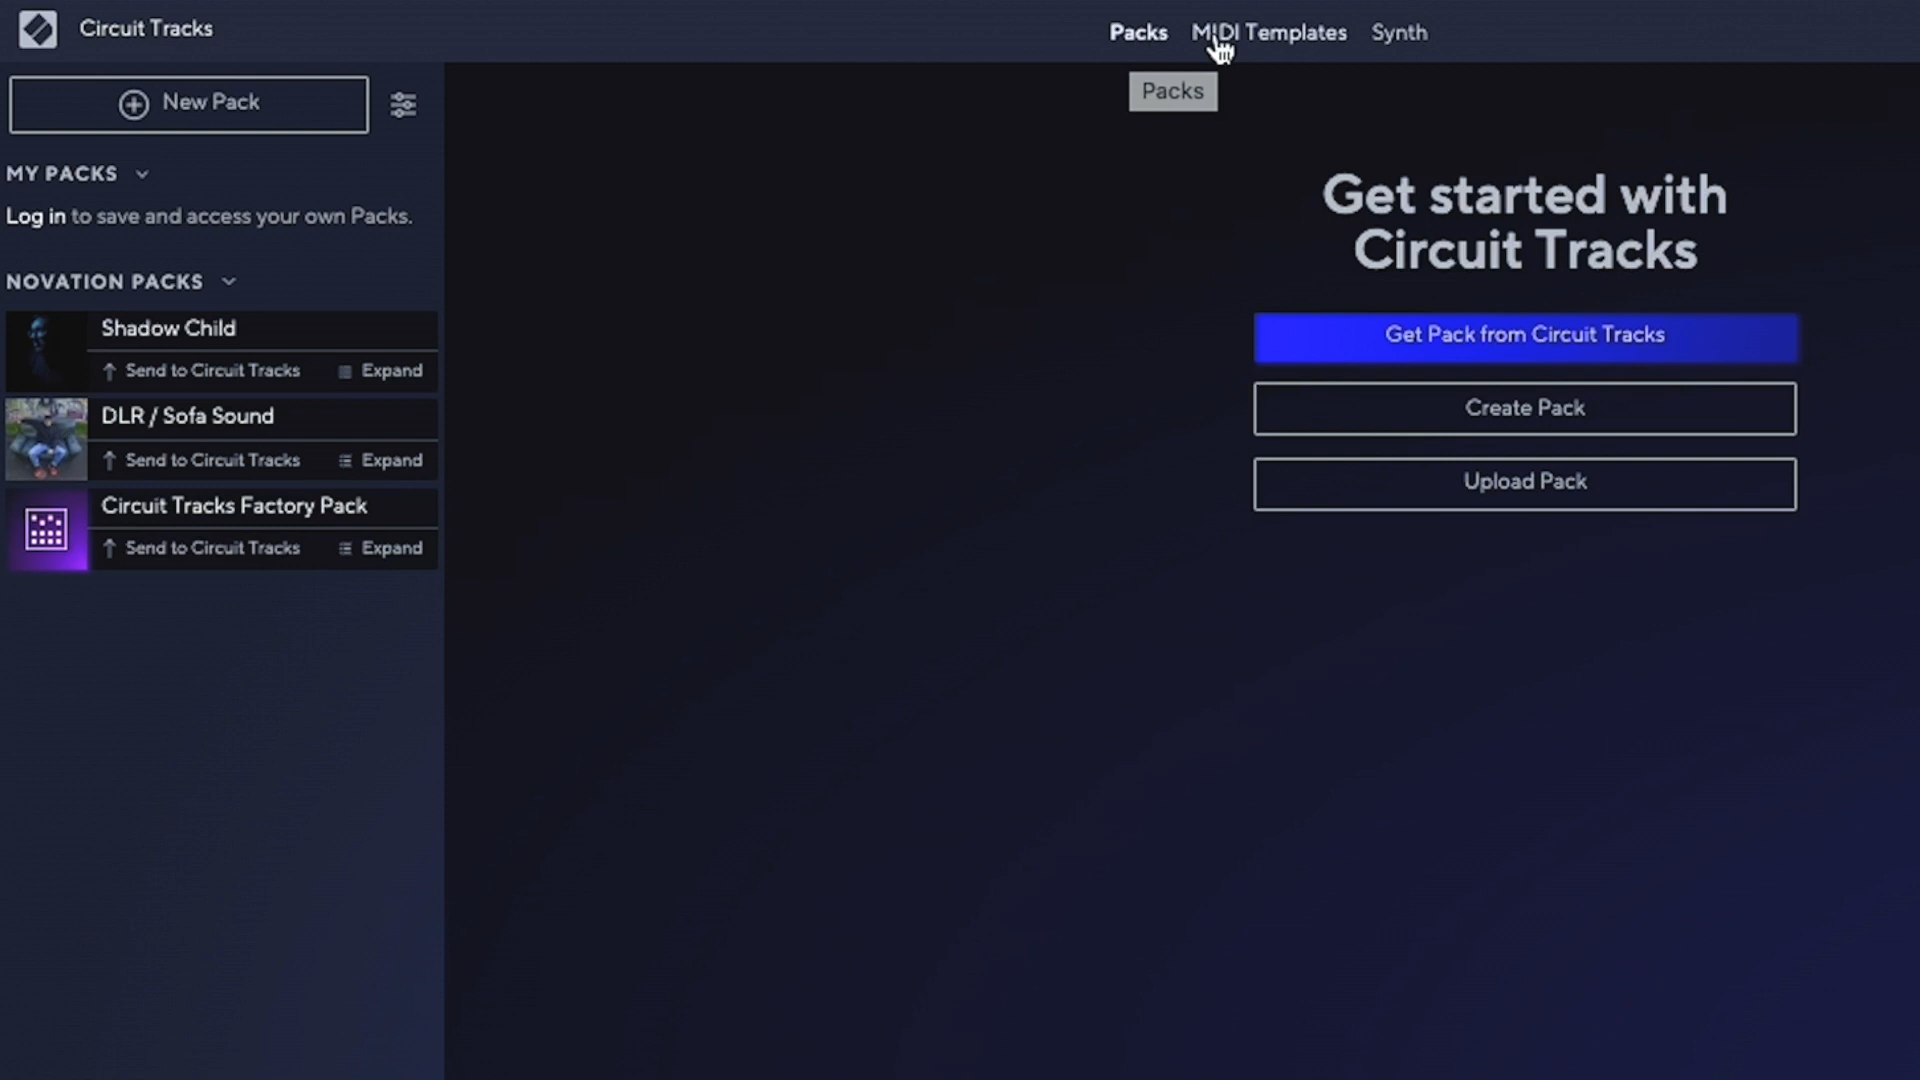 Circuit Tracks
Packs MIDI Templates Synth
Packs
New Pack
MY PACKS
Log in to save and access your own Packs.
NOVATION PACKS
Shadow Child
Send to Circuit Tracks Expand
DLR / Sofa Sound
Send to Circuit Tracks Expand
Circuit Tracks Factory Pack
Send to Circuit Tracks Expand
Get started with
Circuit Tracks
Get Pack from Circuit Tracks
Create Pack
Upload Pack